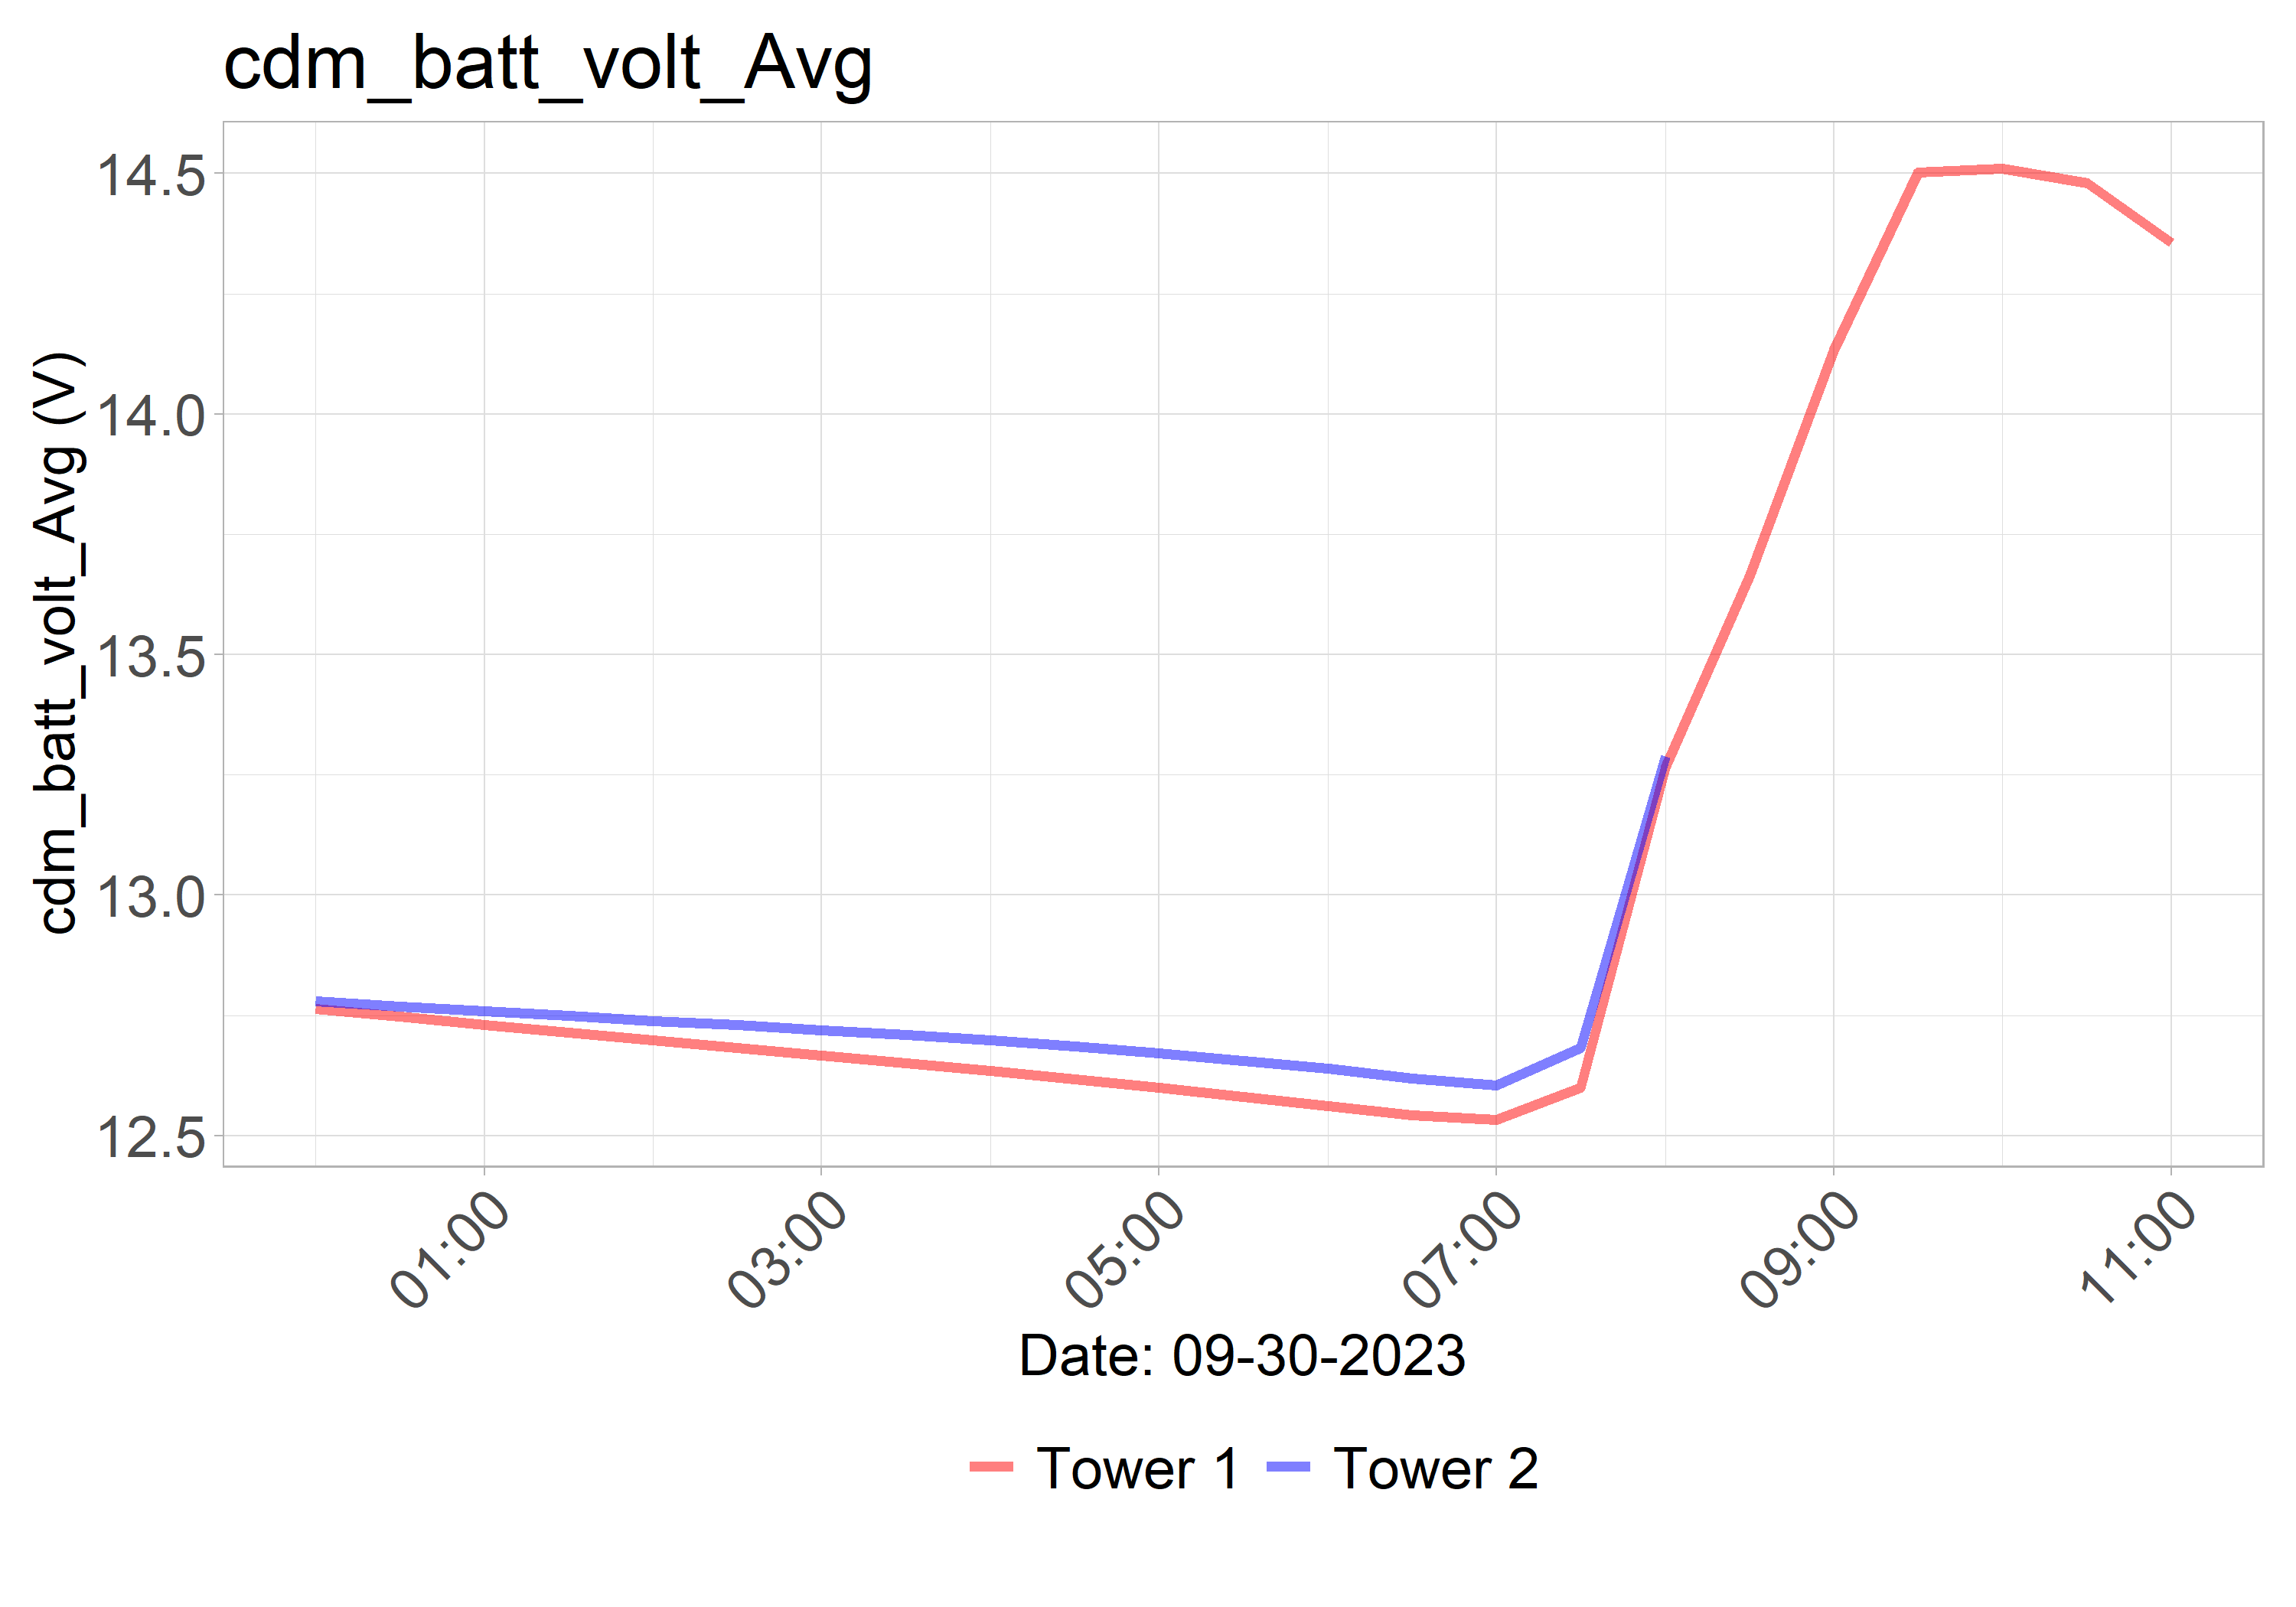 cdm_batt_volt_Avg
cdm_batt_volt_Avg (V)
14.5
14.0
13.5
13.0
12.5
01:00
03:00
05:00
07:00
09:00
11:00
Date: 09-30-2023
Tower 1
Tower 2